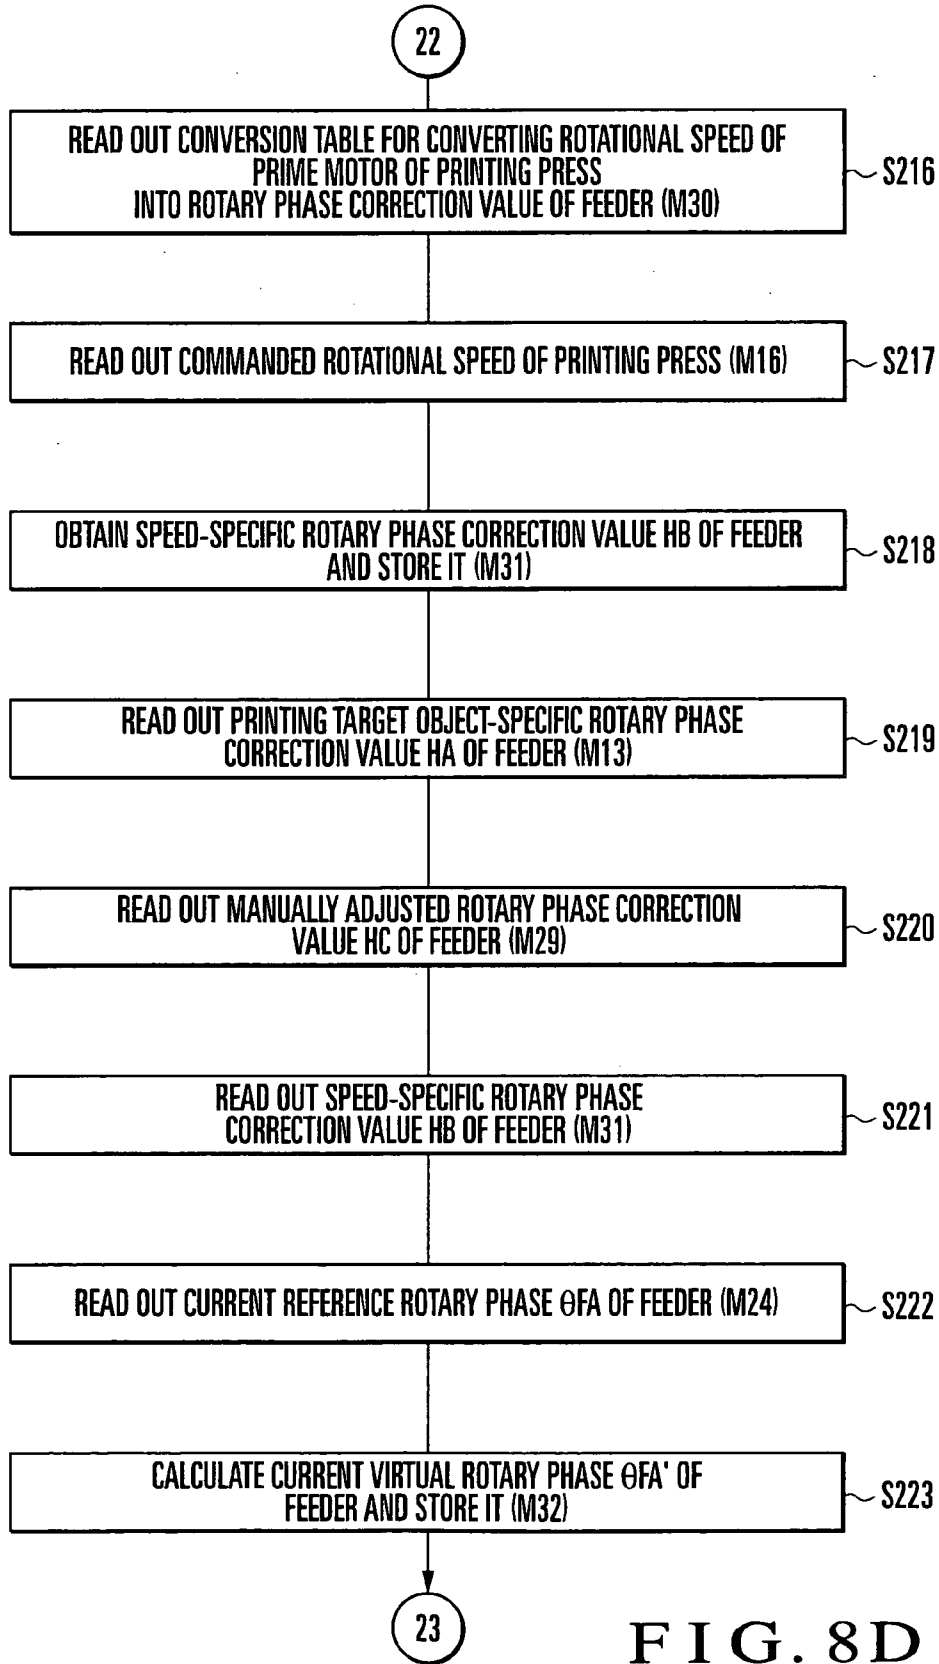 22
READ OUT CONVERSION TABLE FOR CONVERTING ROTATIONAL SPEED OF
PRIME MOTOR OF PRINTING PRESS
INTO ROTARY PHASE CORRECTION VALUE OF FEEDER (M30)
S216
READ OUT COMMANDED ROTATIONAL SPEED OF PRINTING PRESS (M16)
S217
OBTAIN SPEED-SPECIFIC ROTARY PHASE CORRECTION VALUE HB OF FEEDER
AND STORE IT (M31)
S218
READ OUT PRINTING TARGET OBJECT-SPECIFIC ROTARY PHASE
CORRECTION VALUE HA OF FEEDER (M13)
S219
READ OUT MANUALLY ADJUSTED ROTARY PHASE CORRECTION
VALUE HC OF FEEDER (M29)
S220
READ OUT SPEED-SPECIFIC ROTARY PHASE
CORRECTION VALUE HB OF FEEDER (M31)
S221
READ OUT CURRENT REFERENCE ROTARY PHASE θFA OF FEEDER (M24)
S222
CALCULATE CURRENT VIRTUAL ROTARY PHASE θFA' OF
FEEDER AND STORE IT (M32)
S223
23
FIG. 8D